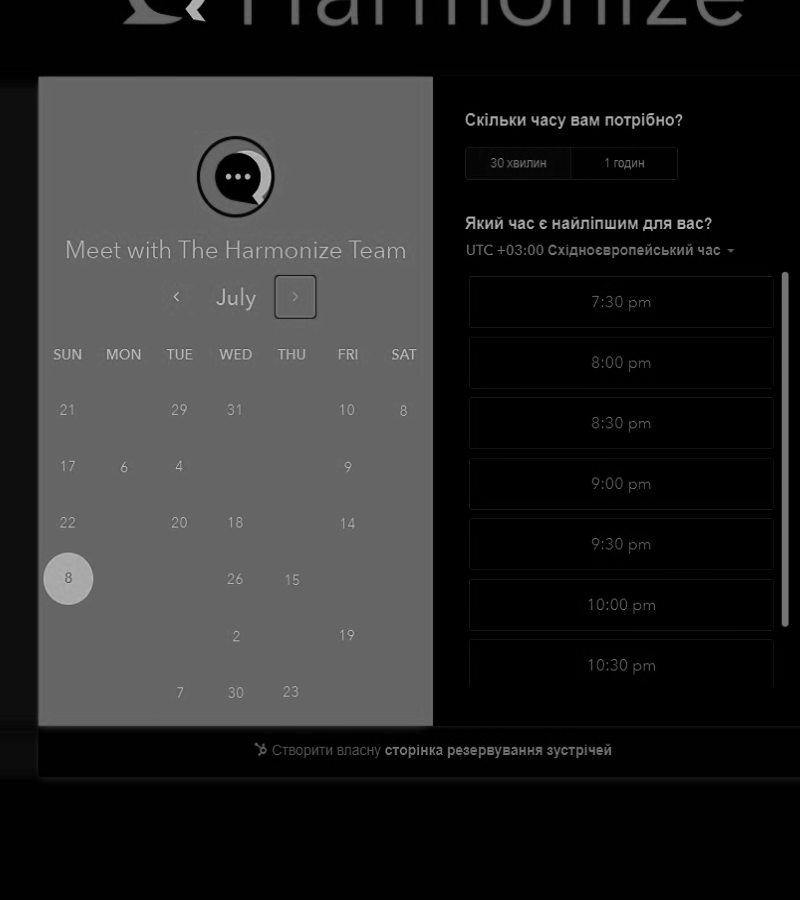 Harmonize
Meet with The Harmonize Team
July
SUN MON TUE WED THU FRI SAT
21 29 31 10 8
17 6 4 9
22 20 18 14
8 26 15
2 19
7 30 23
Скільки часу вам потрібно?
30 хвилин 1 годин
Який час є найліпшим для вас?
UTC +03:00 Східноєвропейський час
7:30 pm
8:00 pm
8:30 pm
9:00 pm
9:30 pm
10:00 pm
10:30 pm
Створити власну сторінка резервування зустрічей